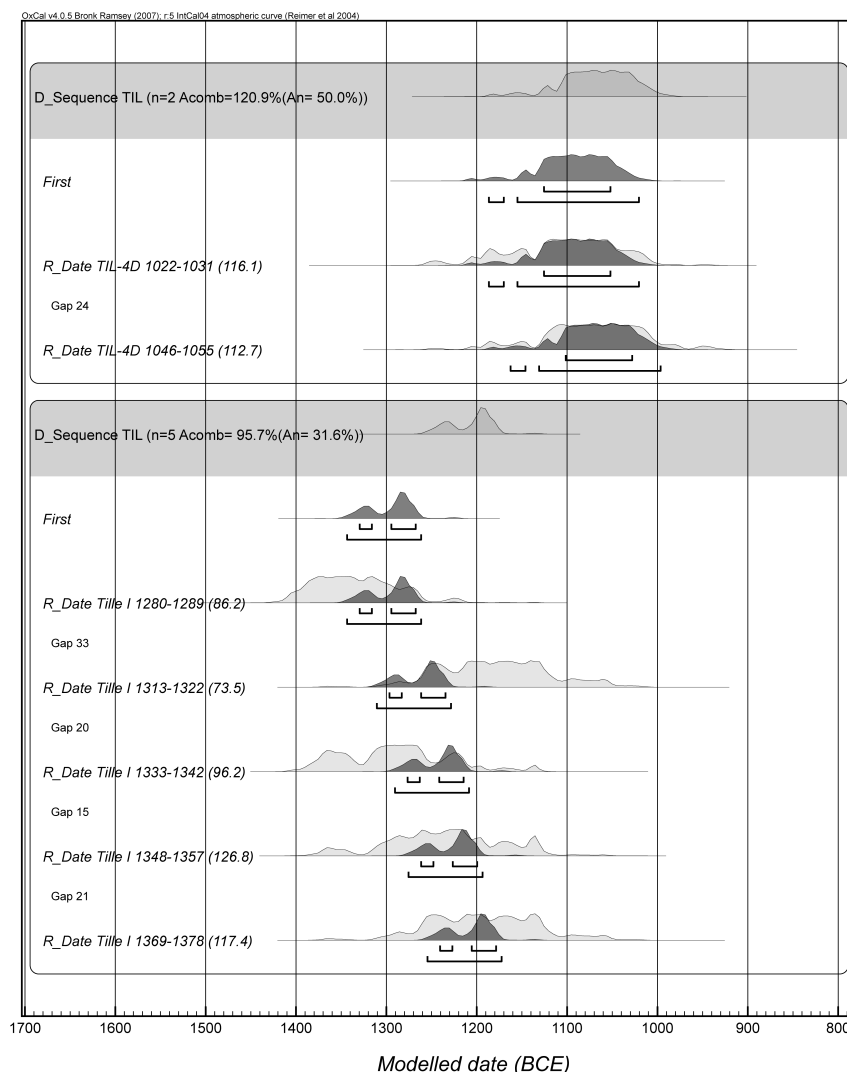 OxCal v4.0.5 Bronk Ramsey (2007); r:5 IntCal04 atmospheric curve (Reimer et al 2004)
D_Sequence TIL (n=2 Acomb=120.9%(An= 50.0%))
First
R_Date TIL-4D 1022-1031 (116.1)
Gap 24
R_Date TIL-4D 1046-1055 (112.7)
D_Sequence TIL (n=5 Acomb= 95.7%(An= 31.6%))
First
R_Date Tille I 1280-1289 (86.2)
Gap 33
R_Date Tille I 1313-1322 (73.5)
Gap 20
R_Date Tille I 1333-1342 (96.2)
Gap 15
R_Date Tille I 1348-1357 (126.8)
Gap 21
R_Date Tille I 1369-1378 (117.4)
1700 1600 1500 1400 1300 1200 1100 1000 900 800
Modelled date (BCE)